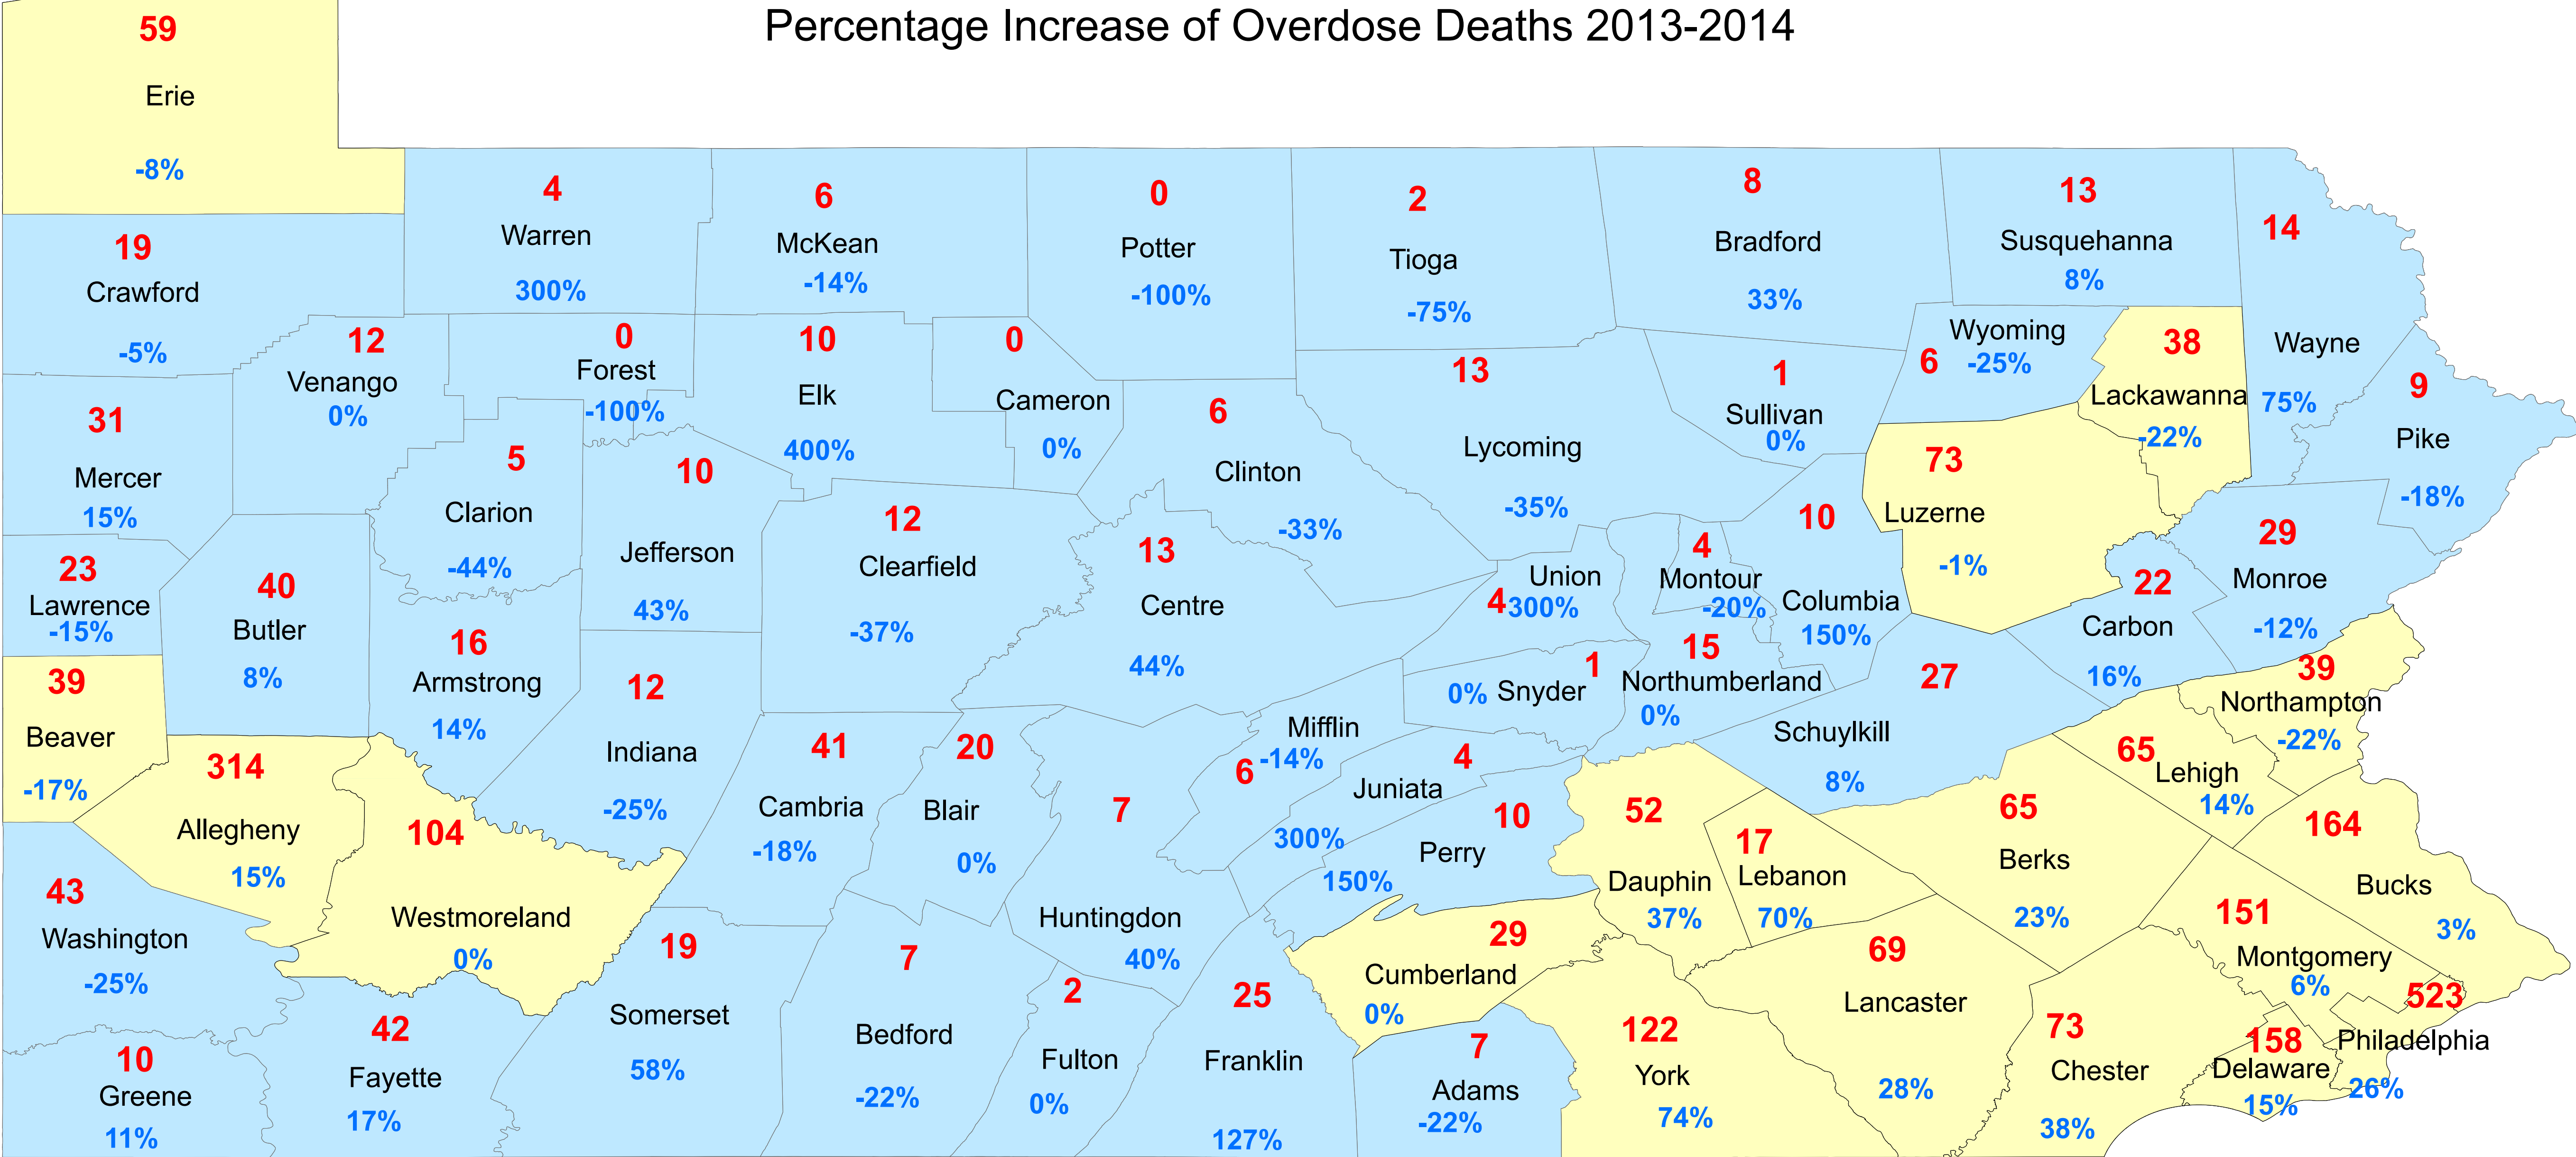 Percentage Increase of Overdose Deaths 2013-2014
59
Erie
-8%
4
Warren
300%
6
McKean
-14%
0
Potter
-100%
2
Tioga
-75%
8
Bradford
33%
13
Susquehanna
8%
14
Wayne
75%
19
Crawford
-5%
12
Venango
0%
0
Forest
-100%
10
Elk
400%
0
Cameron
0%
6
Clinton
-33%
13
Lycoming
-35%
1
Sullivan
0%
Wyoming
6 -25%
38
Lackawanna
-22%
9
Pike
-18%
31
Mercer
15%
5
Clarion
-44%
10
Jefferson
43%
12
Clearfield
-37%
13
Centre
44%
Union
4 300%
4
Montour
-20%
10
Columbia
150%
73
Luzerne
-1%
22
Carbon
16%
29
Monroe
-12%
23
Lawrence
-15%
40
Butler
8%
16
Armstrong
14%
12
Indiana
-25%
41
Cambria
-18%
20
Blair
0%
7
Huntingdon
40%
Mifflin
6 -14%
1
0% Snyder
15
Northumberland
0%
27
Schuylkill
8%
39
Northampton
-22%
39
Beaver
-17%
314
Allegheny
15%
104
Westmoreland
0%
4
Juniata
300%
10
Perry
150%
52
Dauphin
37%
17
Lebanon
70%
65
Berks
23%
65
Lehigh
14%
164
Bucks
3%
43
Washington
-25%
19
Somerset
58%
7
Bedford
-22%
2
Fulton
0%
25
Franklin
127%
29
Cumberland
0%
69
Lancaster
28%
151
Montgomery
6%
523
Philadelphia
26%
10
Greene
11%
42
Fayette
17%
7
Adams
-22%
122
York
74%
73
Chester
38%
158
Delaware
15%